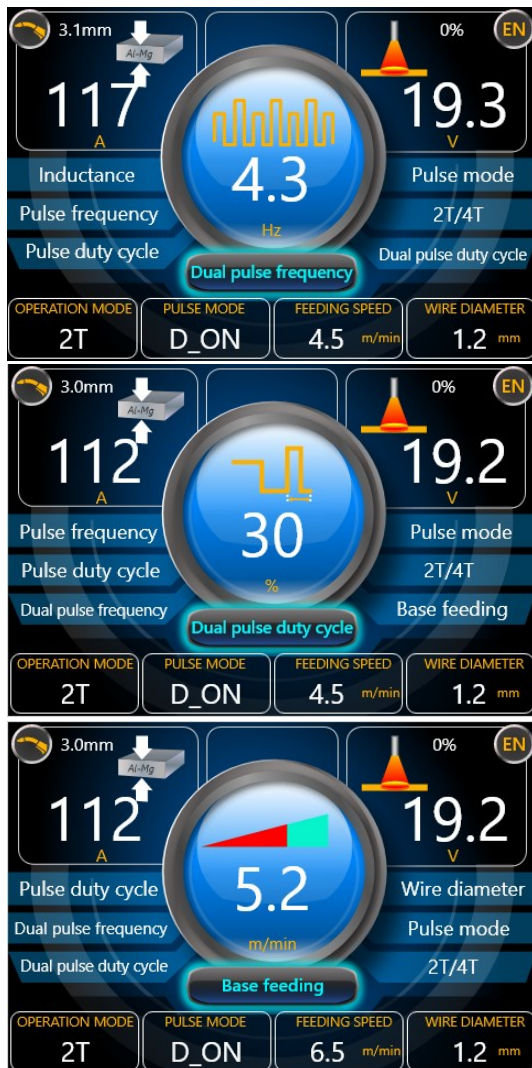 3.1mm
0%
EN
Al-Mg
117
A
19.3
V
4.3
Hz
Inductance
Pulse mode
Pulse frequency
2T/4T
Pulse duty cycle
Dual pulse duty cycle
Dual pulse frequency
OPERATION MODE
2T
PULSE MODE
D_ON
FEEDING SPEED
4.5 m/min
WIRE DIAMETER
1.2 mm
3.0mm
0%
EN
Al-Mg
112
A
19.2
V
30
%
Pulse frequency
Pulse mode
Pulse duty cycle
2T/4T
Dual pulse frequency
Base feeding
Dual pulse duty cycle
OPERATION MODE
2T
PULSE MODE
D_ON
FEEDING SPEED
4.5 m/min
WIRE DIAMETER
1.2 mm
3.0mm
0%
EN
Al-Mg
112
A
19.2
V
5.2
m/min
Pulse duty cycle
Wire diameter
Dual pulse frequency
Pulse mode
Dual pulse duty cycle
2T/4T
Base feeding
OPERATION MODE
2T
PULSE MODE
D_ON
FEEDING SPEED
6.5 m/min
WIRE DIAMETER
1.2 mm